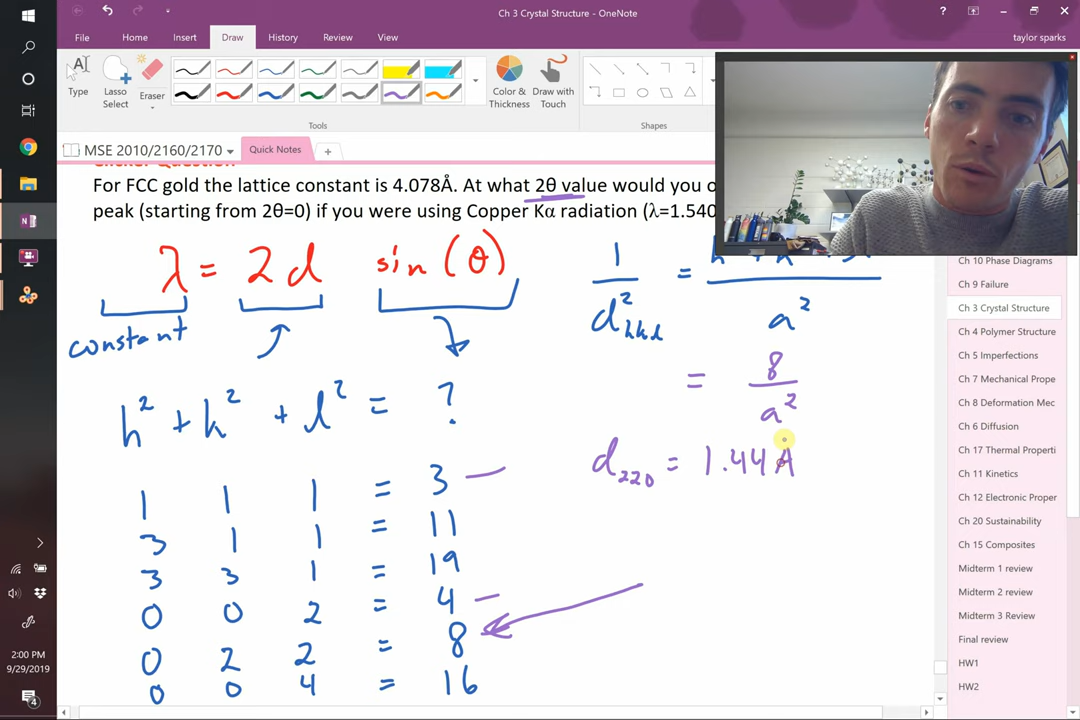 Ch 3 Crystal Structure - OneNote
taylor sparks
File Home Insert Draw History Review View
Type
Lasso Select
Eraser
Color & Thickness
Draw with Touch
Tools
Shapes
MSE 2010/2160/2170
Quick Notes
Clicker Question
For FCC gold the lattice constant is 4.078Å. At what 2θ value would you
peak (starting from 2θ=0) if you were using Copper Kα radiation (λ=1.540
λ = 2 d sin (θ)
constant
1 / d²hkl =
a²
= 8 / a²
h² + k² + l² = ?
d220 = 1.44 Å
1 1 1 = 3
3 1 1 = 11
3 3 1 = 19
0 0 2 = 4
0 2 2 = 8
0 0 4 = 16
Ch 10 Phase Diagrams
Ch 9 Failure
Ch 3 Crystal Structure
Ch 4 Polymer Structure
Ch 5 Imperfections
Ch 7 Mechanical Prope
Ch 8 Deformation Mec
Ch 6 Diffusion
Ch 17 Thermal Properti
Ch 11 Kinetics
Ch 12 Electronic Proper
Ch 20 Sustainability
Ch 15 Composites
Midterm 1 review
Midterm 2 review
Midterm 3 Review
Final review
HW1
HW2
2:00 PM
9/29/2019
4